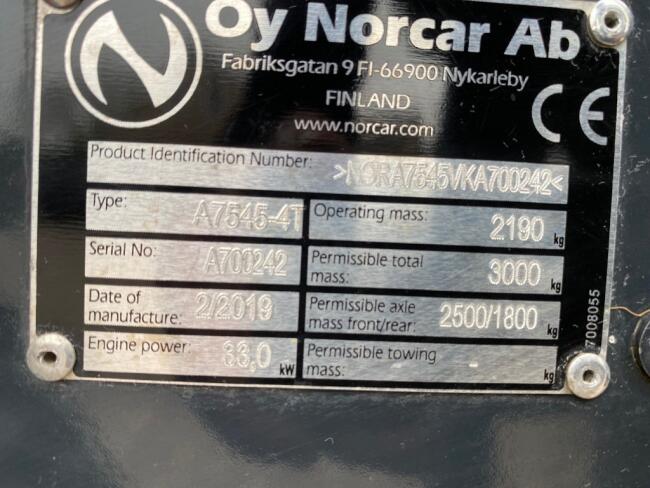 Oy Norcar Ab
Fabriksgatan 9 FI-66900 Nykarleby
FINLAND
www.norcar.com
CE
Product Identification Number: >NORA7545VKA700242<
Type: A7545-4T
Operating mass: 2190 kg
Serial No: A700242
Permissible total mass: 3000 kg
Date of manufacture: 2/2019
Permissible axle mass front/rear: 2500/1800 kg
Engine power: 33,0 kW
Permissible towing mass: kg
7008055